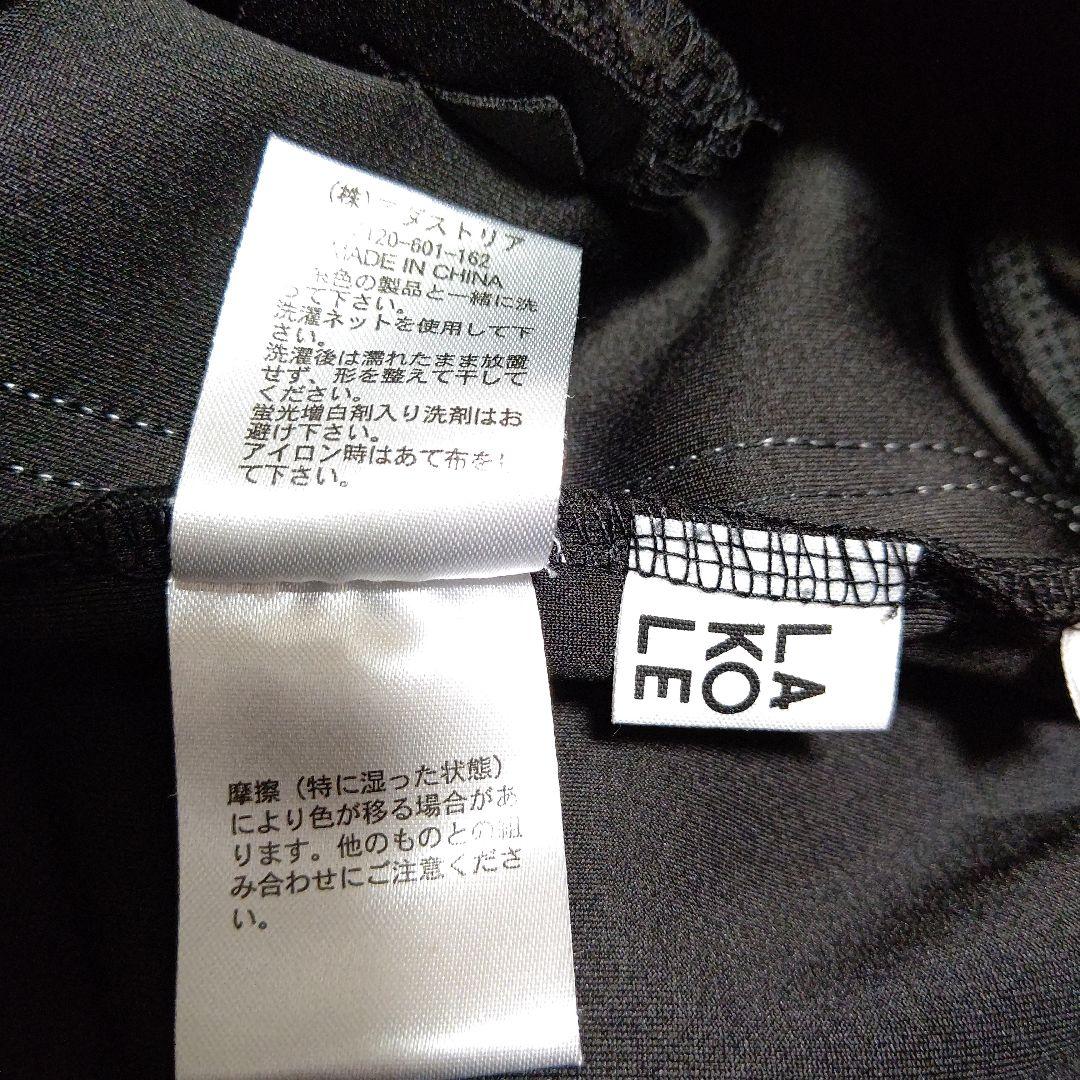 (株)アダストリア
120-601-162
MADE IN CHINA
色の製品と一緒に洗
って下さい。
洗濯ネットを使用して下
さい。
洗濯後は濡れたまま放置
せず、形を整えて干して
ください。
蛍光増白剤入り洗剤はお
避け下さい。
アイロン時はあて布をし
て下さい。
摩擦（特に湿った状態）
により色が移る場合があ
ります。他のものとの組
み合わせにご注意くださ
い。
LA
KO
LE